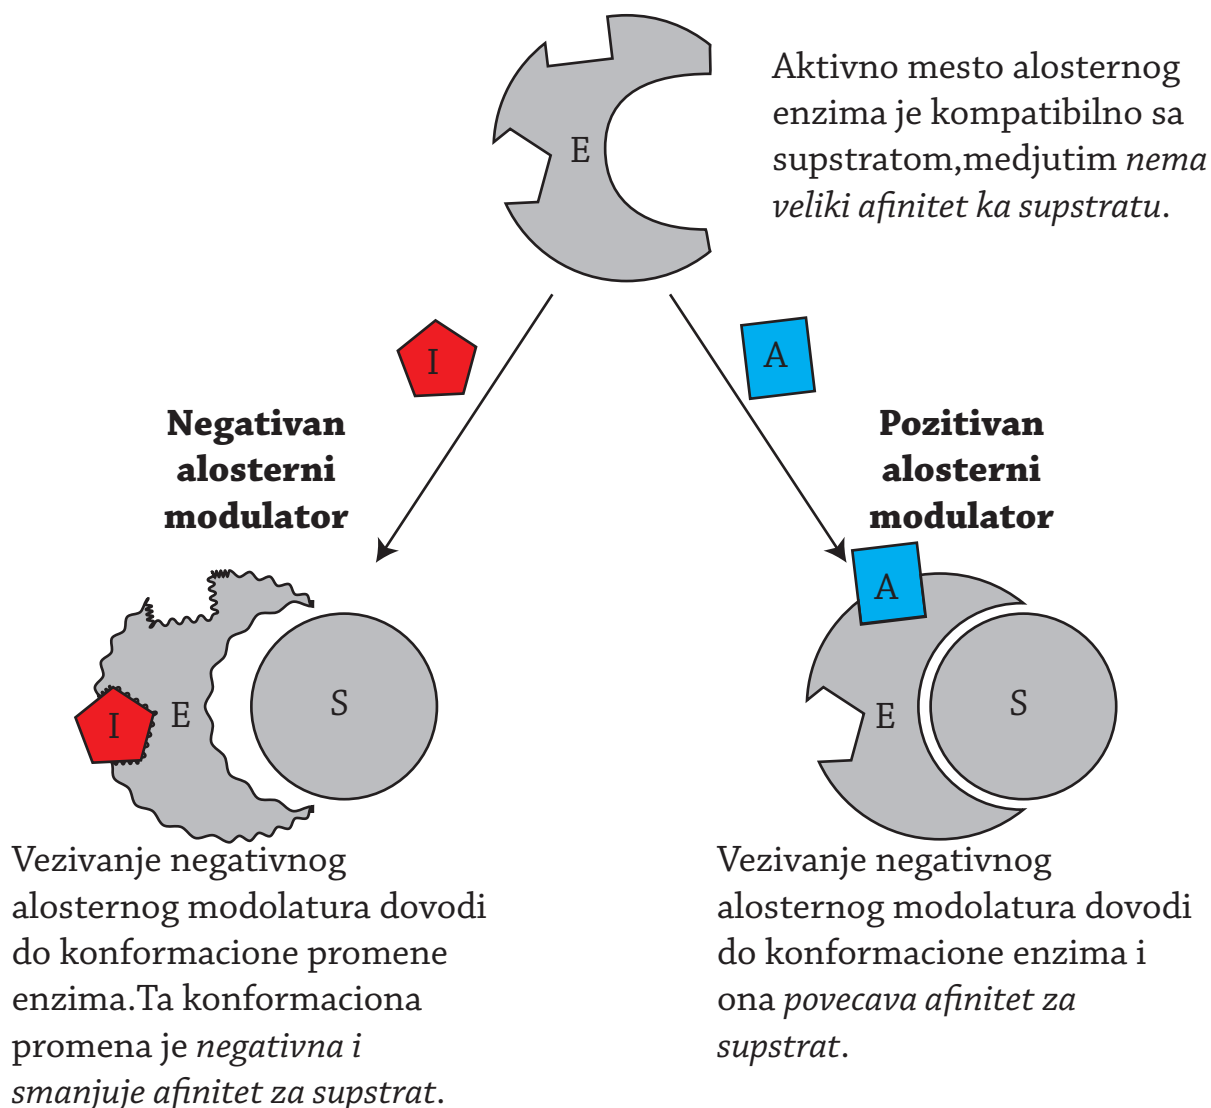 Aktivno mesto alosternog
enzima je kompatibilno sa
supstratom,medjutim nema
veliki afinitet ka supstratu.
E
I
A
Negativan
alosterni
modulator
Pozitivan
alosterni
modulator
I
E
S
A
E
S
Vezivanje negativnog
alosternog modolatura dovodi
do konformacione promene
enzima.Ta konformaciona
promena je negativna i
smanjuje afinitet za supstrat.
Vezivanje negativnog
alosternog modolatura dovodi
do konformacione enzima i
ona povecava afinitet za
supstrat.